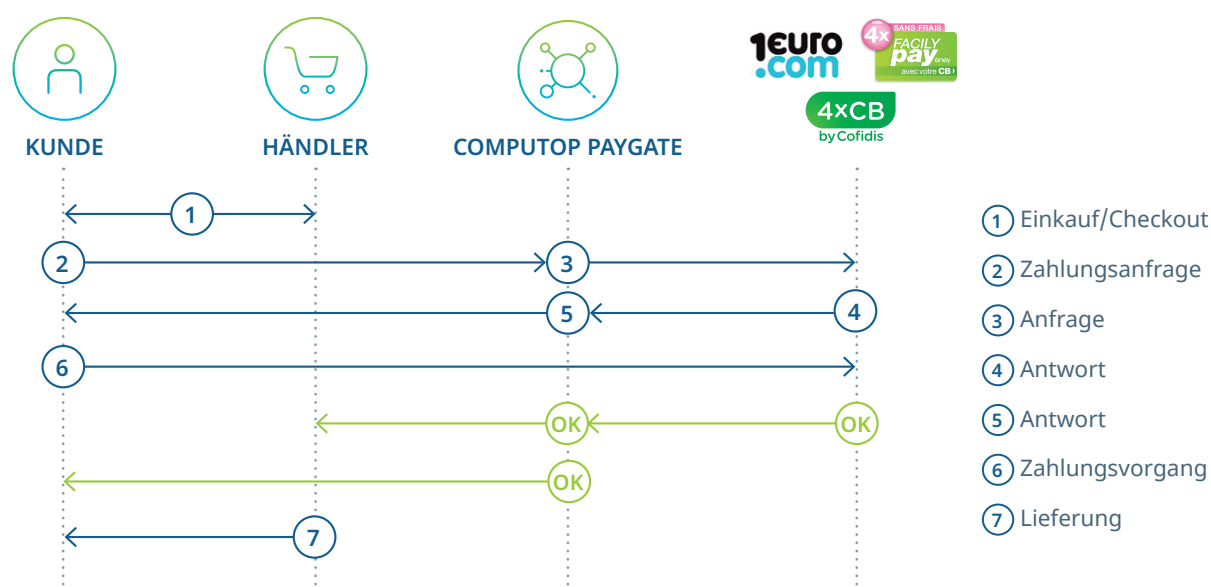 1euro
.com
4x
SANS FRAIS
FACILY
pay
oney
avec votre CB
4xCB
by Cofidis
KUNDE
HÄNDLER
COMPUTOP PAYGATE
1
2
3
5
4
6
OK
OK
OK
7
1 Einkauf/Checkout
2 Zahlungsanfrage
3 Anfrage
4 Antwort
5 Antwort
6 Zahlungsvorgang
7 Lieferung